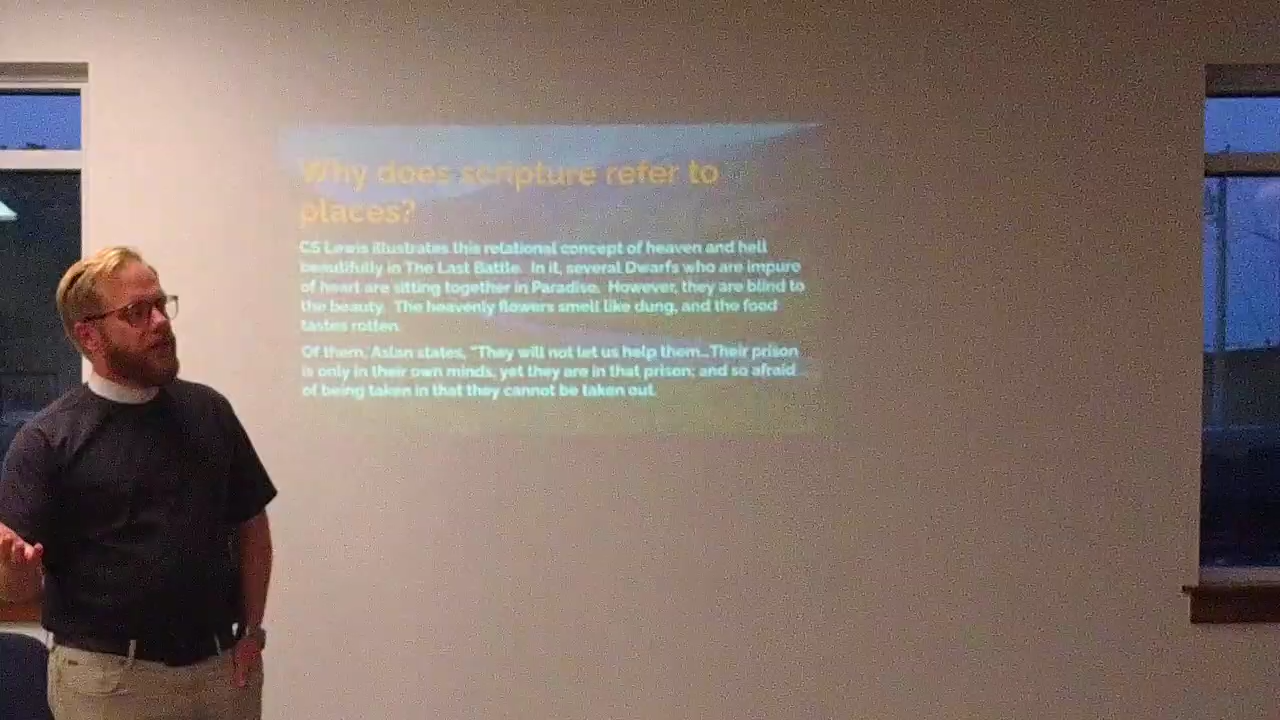 Why does scripture refer to
places?
CS Lewis illustrates this relational concept of heaven and hell
beautifully in The Last Battle. In it, several Dwarfs who are impure
of heart are sitting together in Paradise. However, they are blind to
the beauty. The heavenly flowers smell like dung, and the food
tastes rotten.
Of them, Aslan states, "They will not let us help them...Their prison
is only in their own minds, yet they are in that prison; and so afraid
of being taken in that they cannot be taken out.